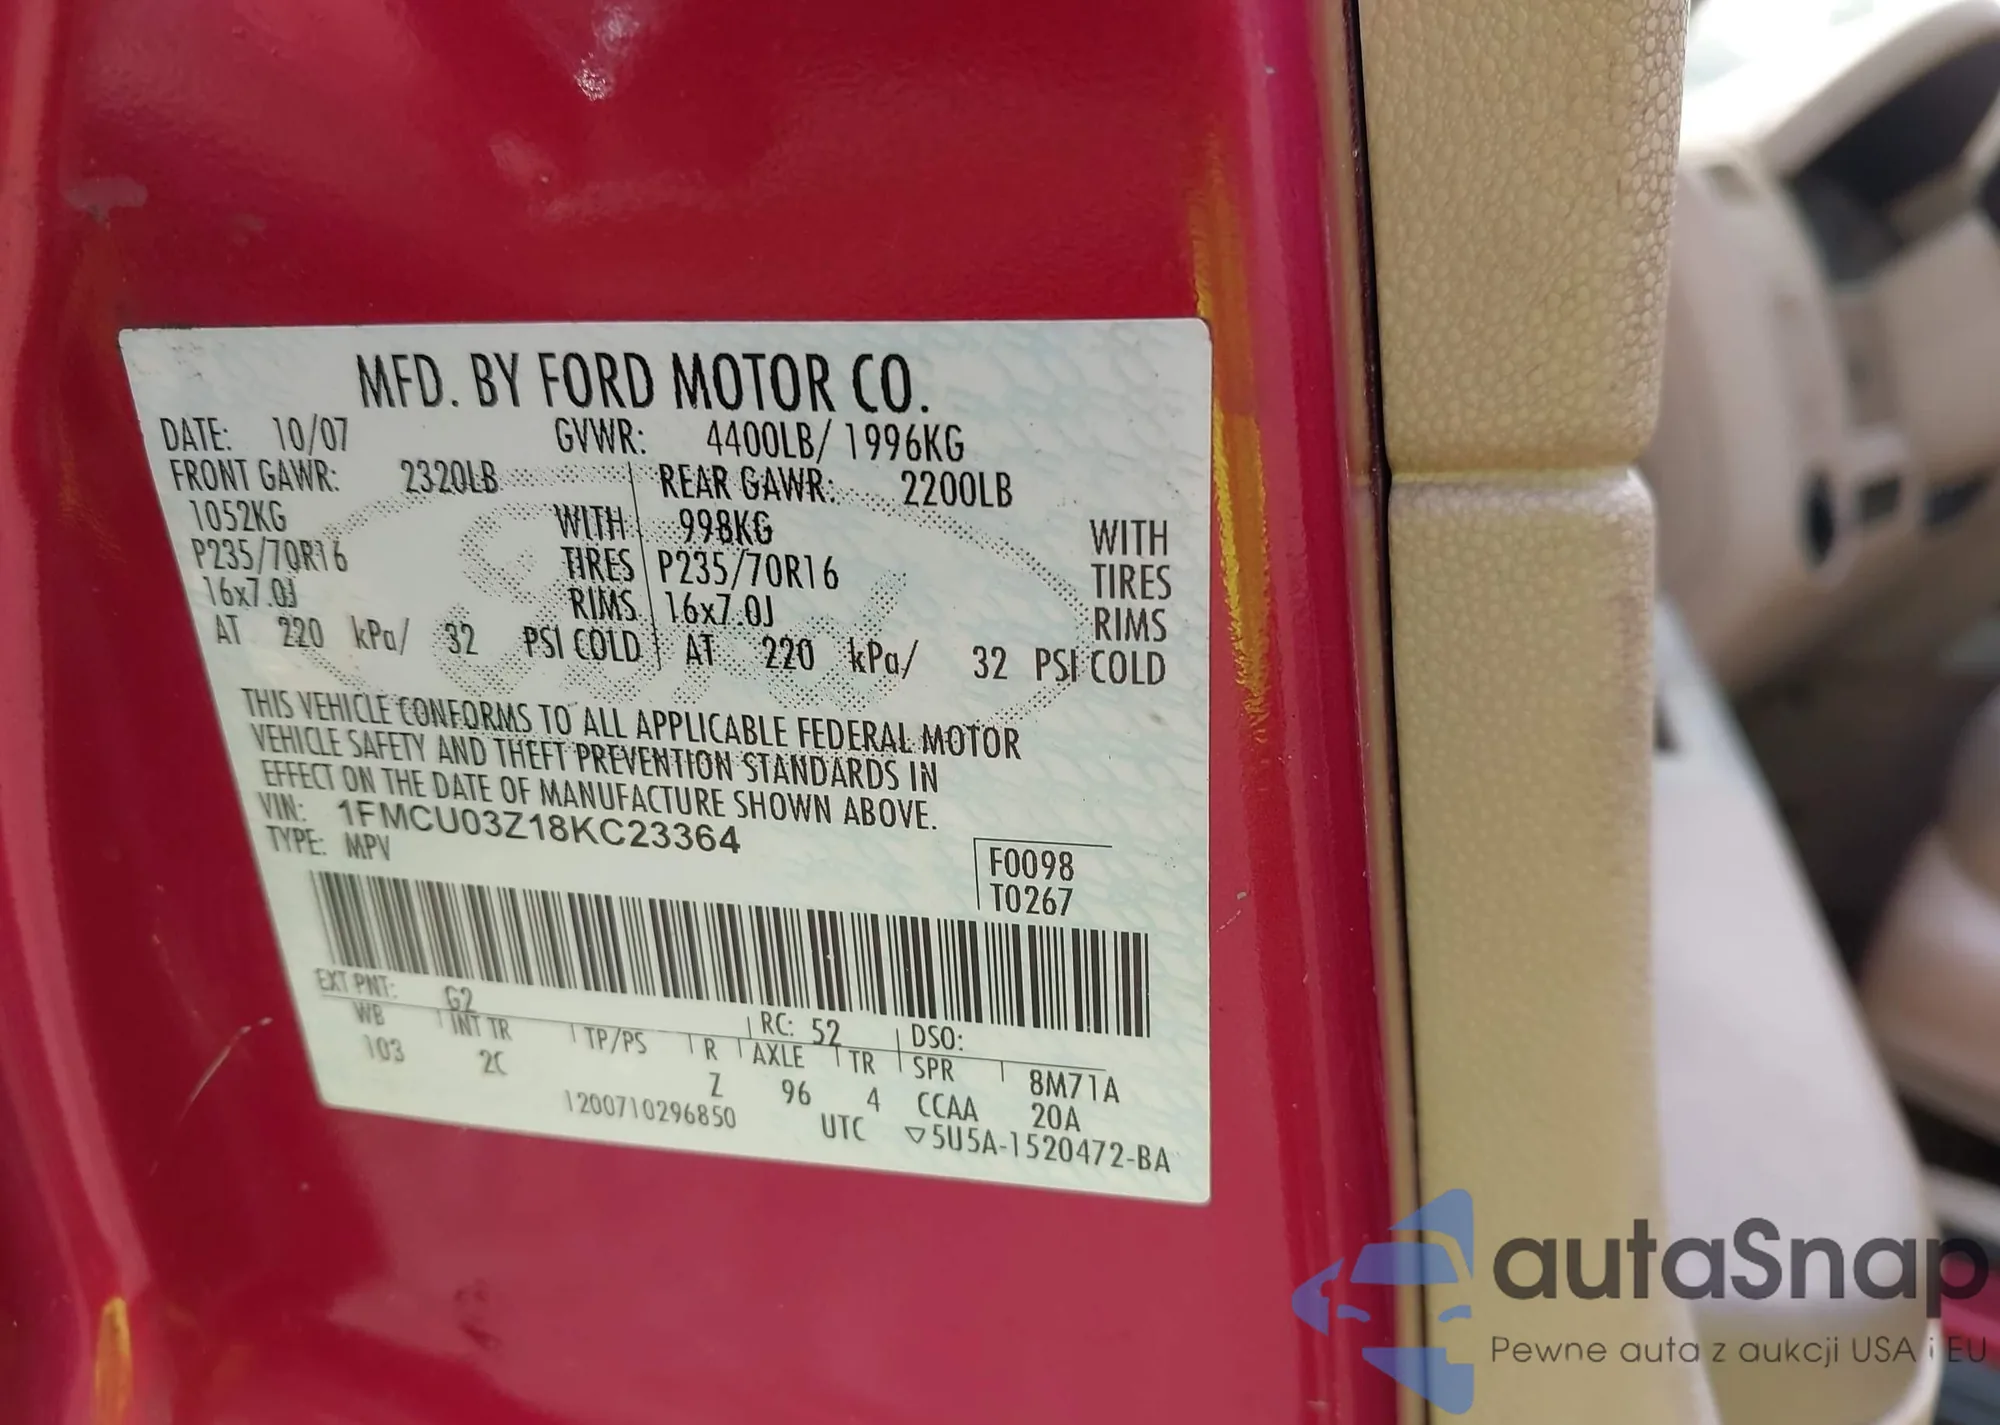 MFD. BY FORD MOTOR CO.
DATE: 10/07 GVWR: 4400LB/ 1996KG
FRONT GAWR: 2320LB REAR GAWR: 2200LB
1052KG WITH 998KG WITH
P235/70R16 TIRES P235/70R16 TIRES
16x7.0J RIMS 16x7.0J RIMS
AT 220 kPa/ 32 PSI COLD AT 220 kPa/ 32 PSI COLD
THIS VEHICLE CONFORMS TO ALL APPLICABLE FEDERAL MOTOR
VEHICLE SAFETY AND THEFT PREVENTION STANDARDS IN
EFFECT ON THE DATE OF MANUFACTURE SHOWN ABOVE.
VIN: 1FMCU03Z18KC23364
TYPE: MPV
F0098
T0267
EXT PNT: G2 RC: 52 DSO:
WB INT TR TP/PS R AXLE TR SPR 8M71A
103 2C Z 96 4 CCAA 20A
1200710296850 UTC ▽5U5A-1520472-BA
autaSnap
Pewne auta z aukcji USA i EU